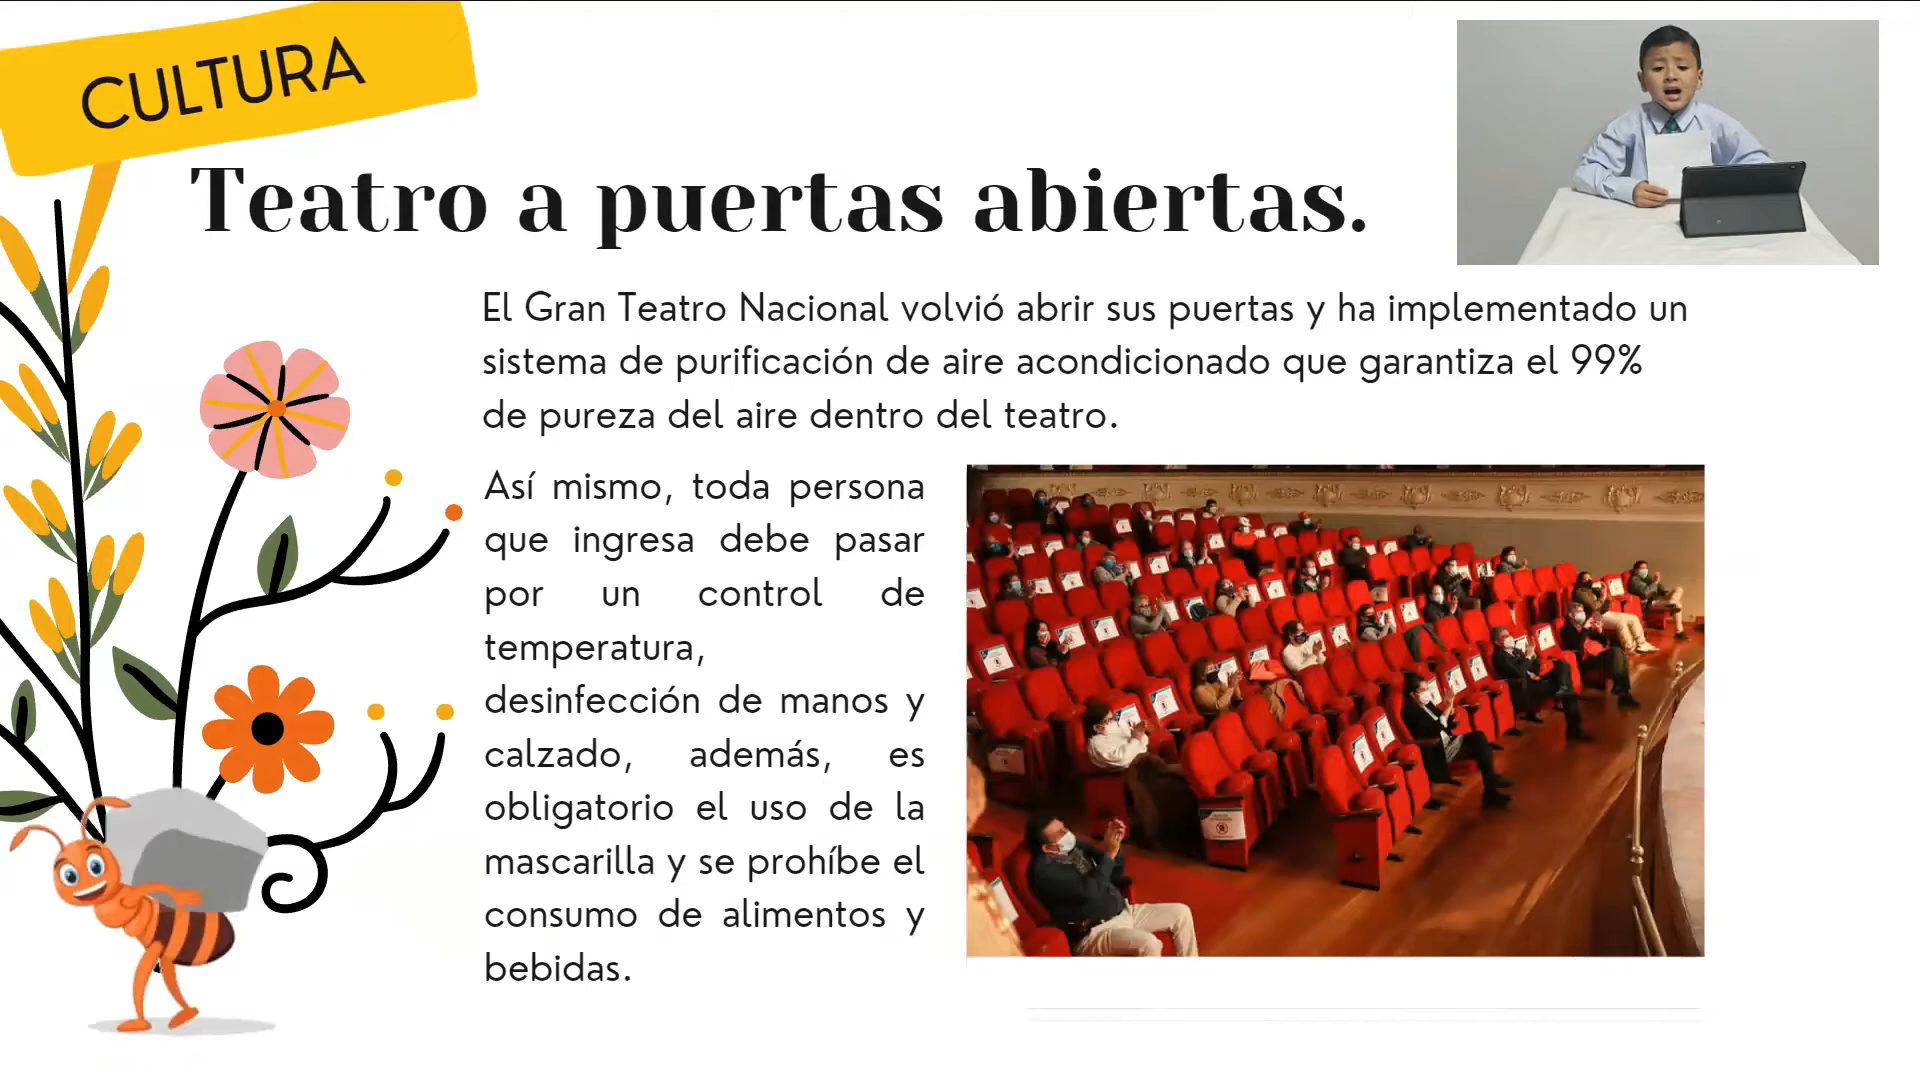 CULTURA
Teatro a puertas abiertas.
El Gran Teatro Nacional volvió abrir sus puertas y ha implementado un
sistema de purificación de aire acondicionado que garantiza el 99%
de pureza del aire dentro del teatro.
Así mismo, toda persona
que ingresa debe pasar
por un control de
temperatura,
desinfección de manos y
calzado, además, es
obligatorio el uso de la
mascarilla y se prohíbe el
consumo de alimentos y
bebidas.